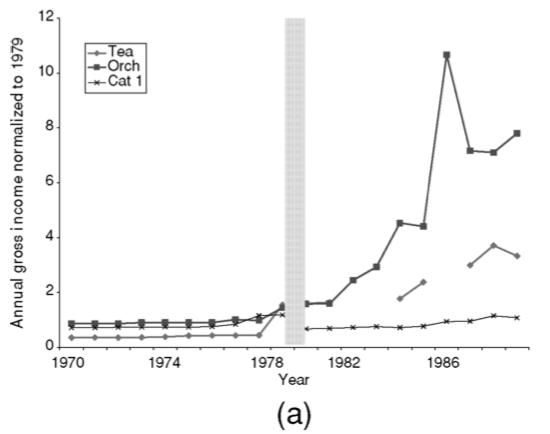 Annual gross income normalized to 1979
12
10
8
6
4
2
0
Tea
Orch
Cat 1
1970 1974 1978 1982 1986
Year
(a)